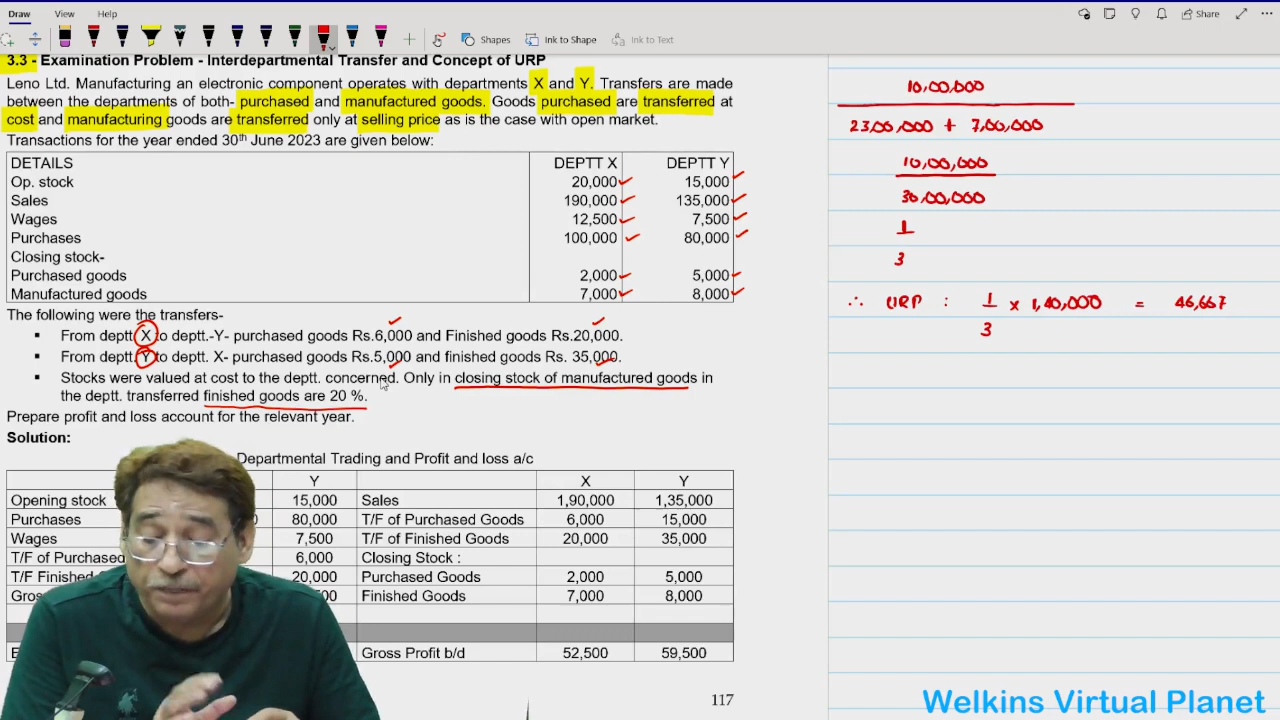 Draw View Help
Share
Shapes Ink to Shape Ink to Text
3.3 - Examination Problem - Interdepartmental Transfer and Concept of URP
Leno Ltd. Manufacturing an electronic component operates with departments X and Y. Transfers are made
between the departments of both- purchased and manufactured goods. Goods purchased are transferred at
cost and manufacturing goods are transferred only at selling price as is the case with open market.
Transactions for the year ended 30th June 2023 are given below:
DETAILS DEPTT X DEPTT Y
Op. stock 20,000 15,000
Sales 190,000 135,000
Wages 12,500 7,500
Purchases 100,000 80,000
Closing stock-
Purchased goods 2,000 5,000
Manufactured goods 7,000 8,000
The following were the transfers-
▪ From deptt. X to deptt.-Y- purchased goods Rs.6,000 and Finished goods Rs.20,000.
▪ From deptt. Y to deptt. X- purchased goods Rs.5,000 and finished goods Rs. 35,000.
▪ Stocks were valued at cost to the deptt. concerned. Only in closing stock of manufactured goods in
the deptt. transferred finished goods are 20 %.
Prepare profit and loss account for the relevant year.
Solution:
Departmental Trading and Profit and loss a/c
Y X Y
Opening stock 15,000 Sales 1,90,000 1,35,000
Purchases 80,000 T/F of Purchased Goods 6,000 15,000
Wages 7,500 T/F of Finished Goods 20,000 35,000
T/F of Purchased 6,000 Closing Stock :
T/F Finished 20,000 Purchased Goods 2,000 5,000
Finished Goods 7,000 8,000
Gross Profit b/d 52,500 59,500
117
10,00,000
23,00,000 + 7,00,000
10,00,000
30,00,000
1
3
∴ URP : 1/3 × 1,40,000 = 46,667
Welkins Virtual Planet